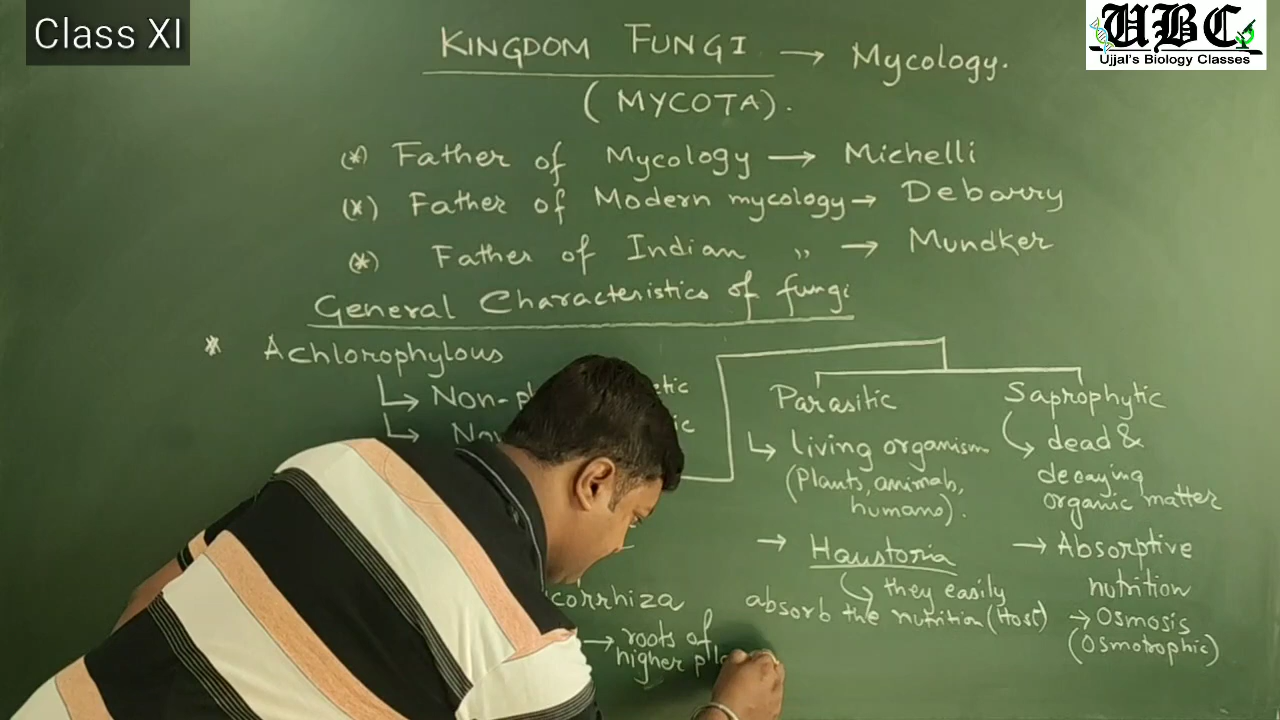 Class XI
UBC
Ujjal's Biology Classes
KINGDOM FUNGI → Mycology.
(MYCOTA).
(*) Father of Mycology → Michelli
(*) Father of Modern mycology → Debarry
(*) Father of Indian ,, → Mundker
General Characteristics of fungi
* Achlorophylous
↳ Non-
↳
Parasitic
↳ living organism
(Plants, animals,
humans).
→ Haustoria
↳ they easily
absorb the nutrition (Host)
Saprophytic
↳ dead &
decaying
organic matter
→ Absorptive
nutrition
→ Osmosis
(Osmotrophic)
corrhiza
→ roots of
higher